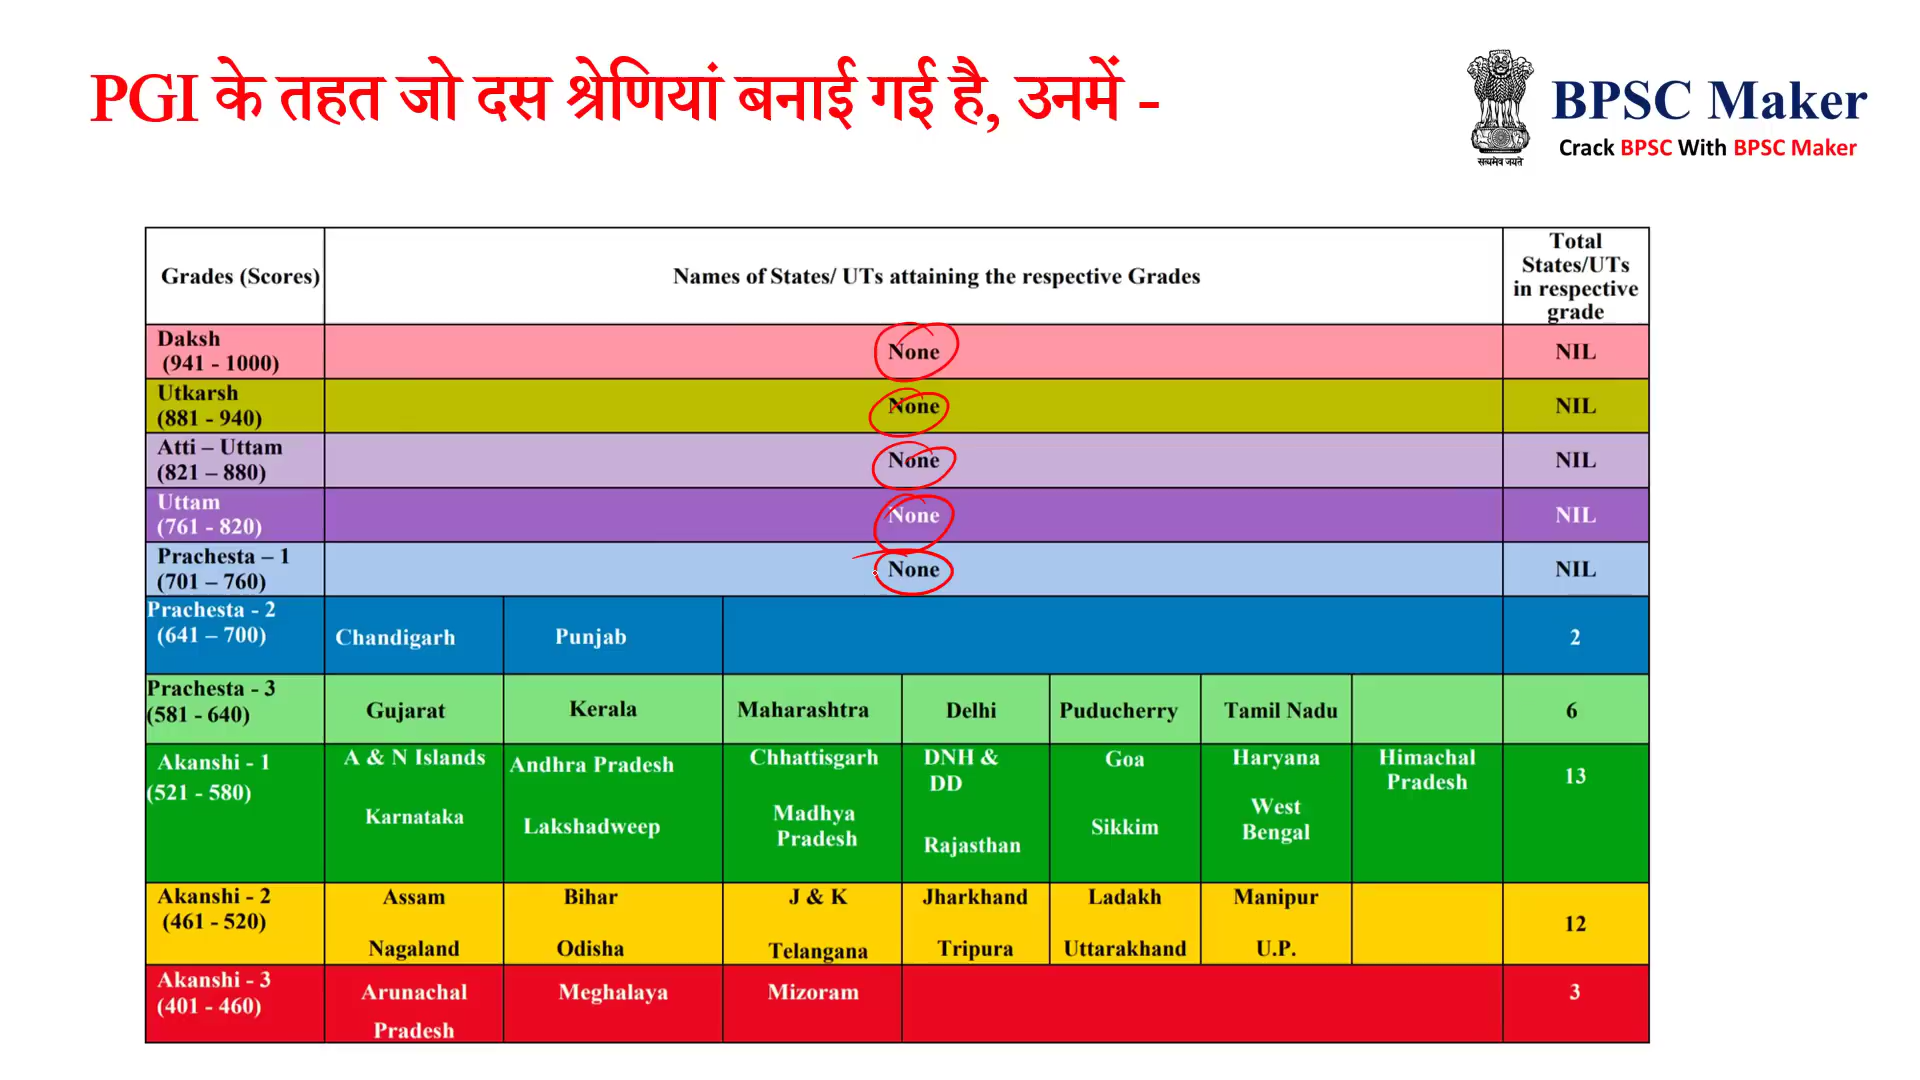 PGI के तहत जो दस श्रेणियां बनाई गई है, उनमें -
सत्यमेव जयते
BPSC Maker
Crack BPSC With BPSC Maker
Grades (Scores)
Names of States/ UTs attaining the respective Grades
Total
States/UTs
in respective
grade
Daksh
(941 - 1000)
None
NIL
Utkarsh
(881 - 940)
None
NIL
Atti – Uttam
(821 – 880)
None
NIL
Uttam
(761 - 820)
None
NIL
Prachesta – 1
(701 – 760)
None
NIL
Prachesta - 2
(641 – 700)
Chandigarh
Punjab
2
Prachesta - 3
(581 - 640)
Gujarat
Kerala
Maharashtra
Delhi
Puducherry
Tamil Nadu
6
Akanshi - 1
(521 - 580)
A & N Islands
Karnataka
Andhra Pradesh
Lakshadweep
Chhattisgarh
Madhya
Pradesh
DNH &
DD
Rajasthan
Goa
Sikkim
Haryana
West
Bengal
Himachal
Pradesh
13
Akanshi - 2
(461 - 520)
Assam
Nagaland
Bihar
Odisha
J & K
Telangana
Jharkhand
Tripura
Ladakh
Uttarakhand
Manipur
U.P.
12
Akanshi - 3
(401 - 460)
Arunachal
Pradesh
Meghalaya
Mizoram
3